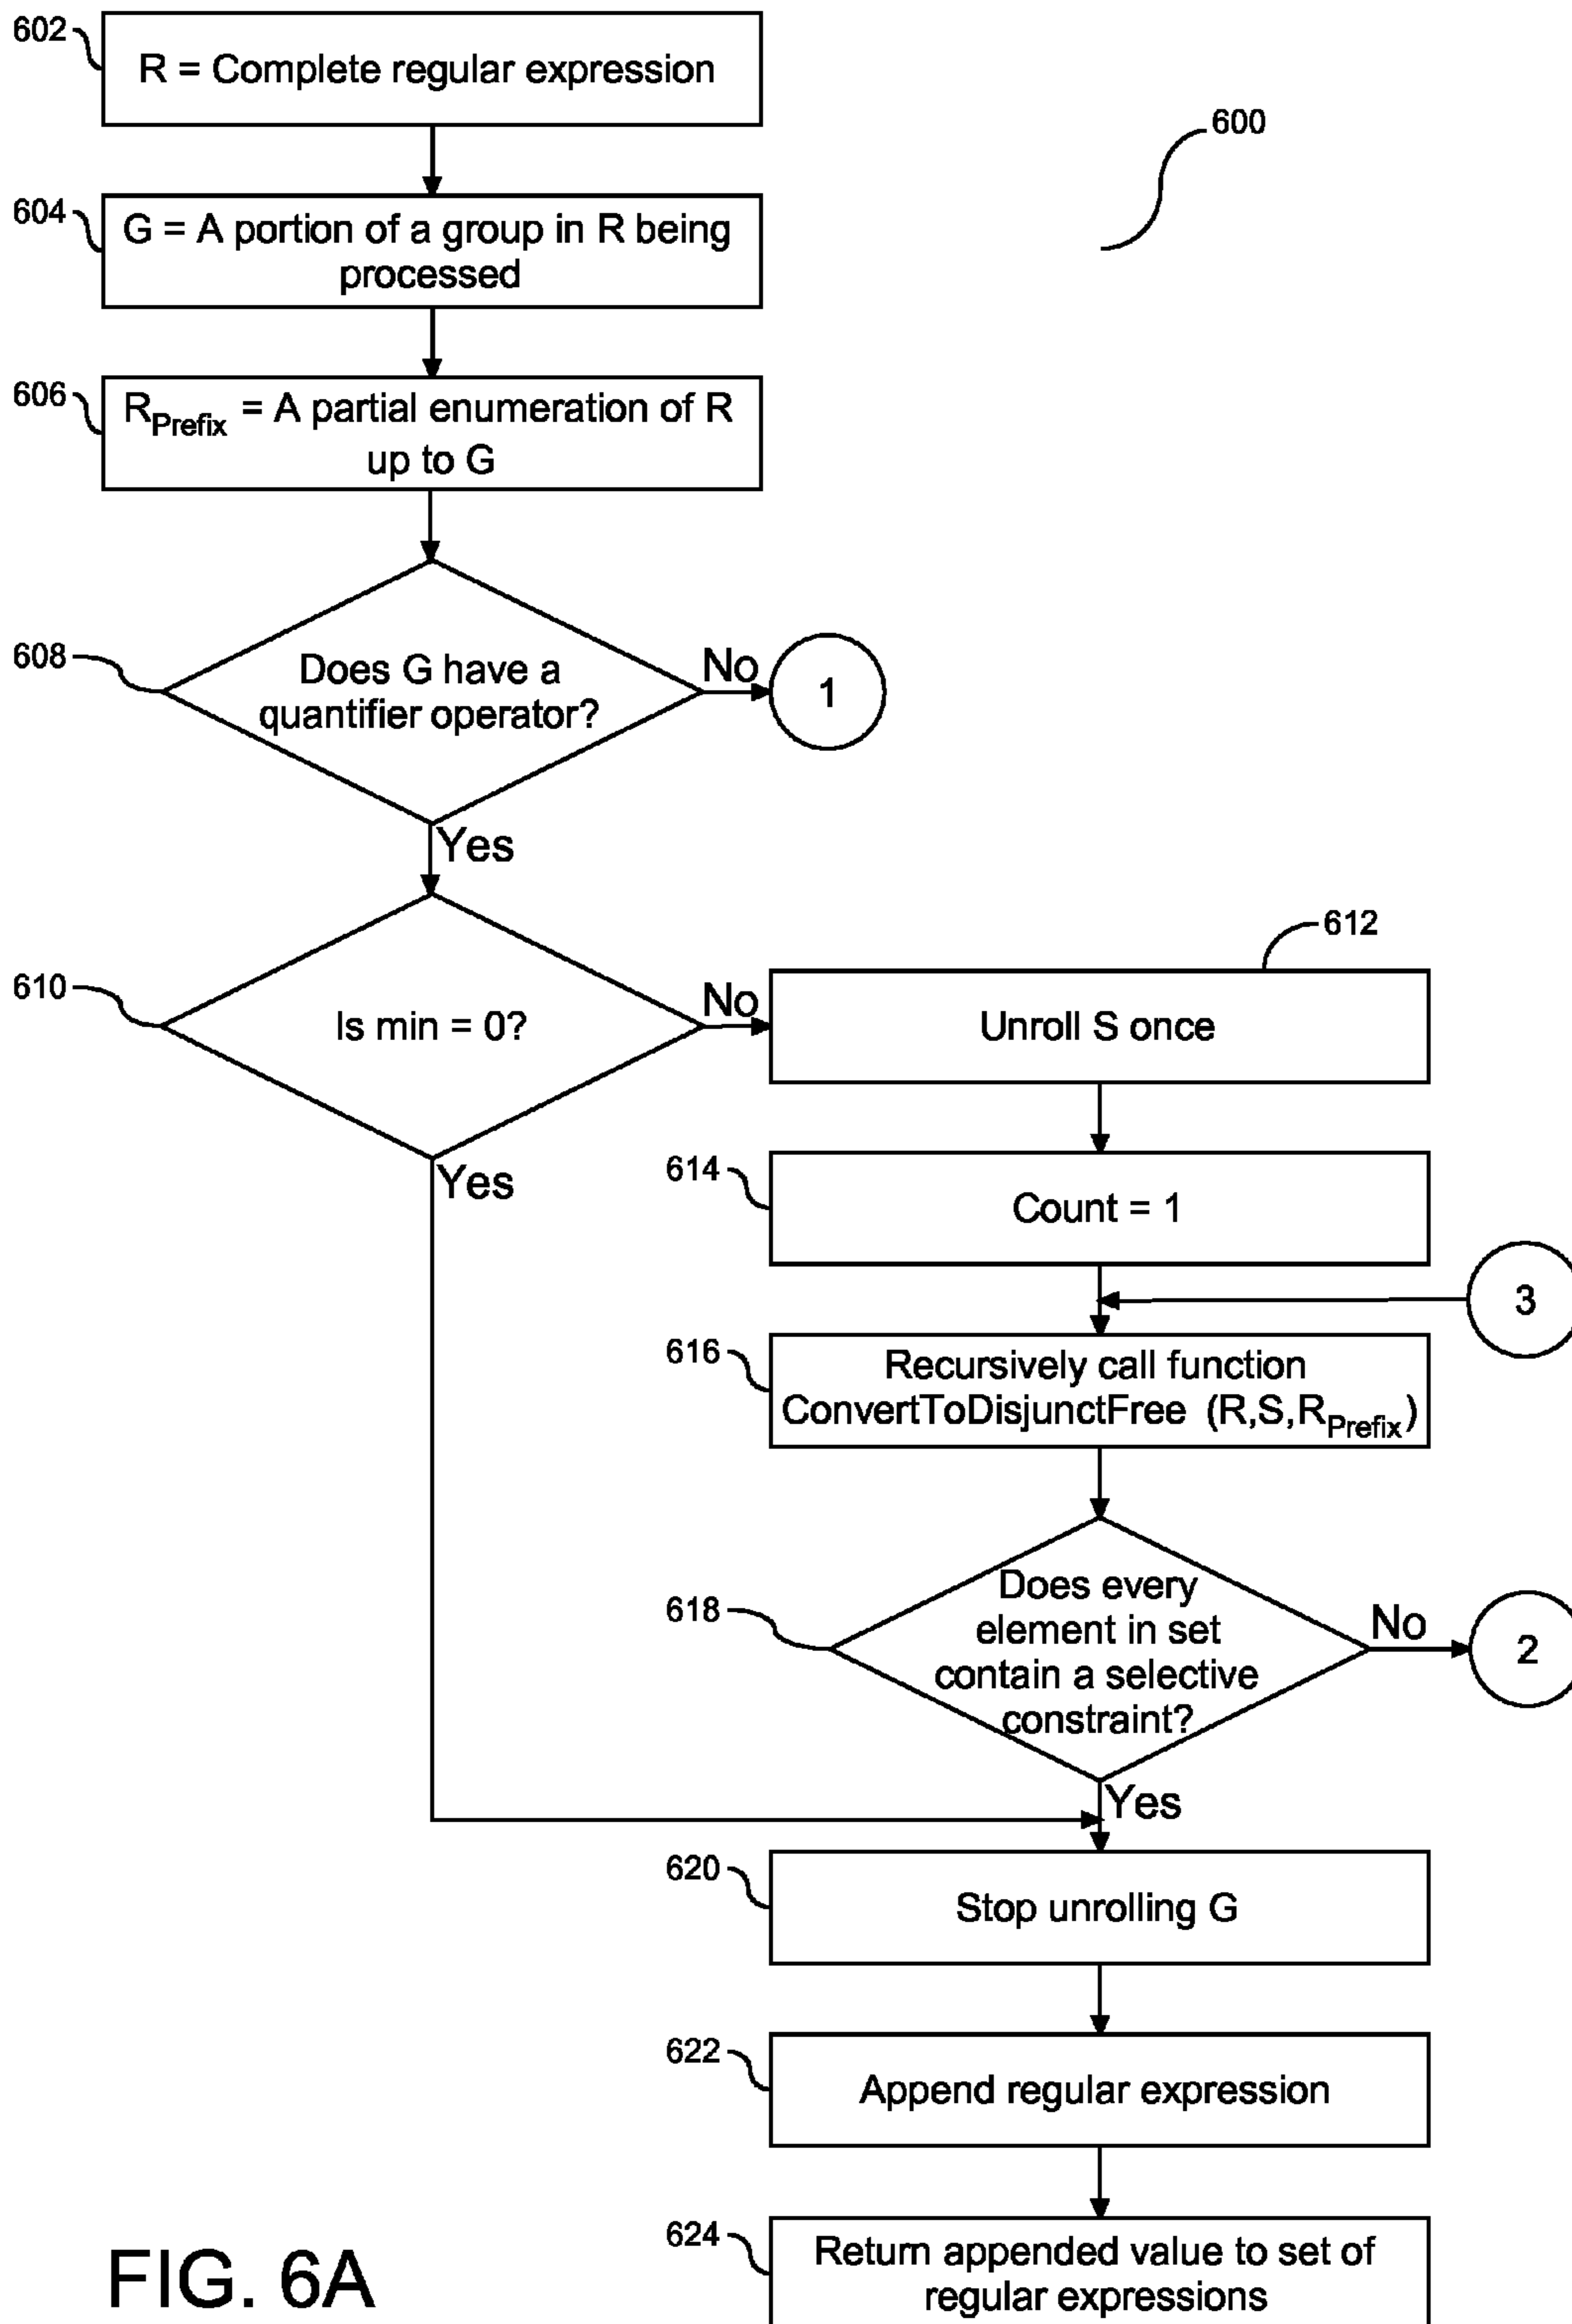 602
R = Complete regular expression
600
604
G = A portion of a group in R being
processed
606
RPrefix = A partial enumeration of R
up to G
608
Does G have a
quantifier operator?
No
1
Yes
610
Is min = 0?
No
612
Unroll S once
Yes
614
Count = 1
3
616
Recursively call function
ConvertToDisjunctFree (R,S,RPrefix)
618
Does every
element in set
contain a selective
constraint?
No
2
Yes
620
Stop unrolling G
622
Append regular expression
624
Return appended value to set of
regular expressions
FIG. 6A